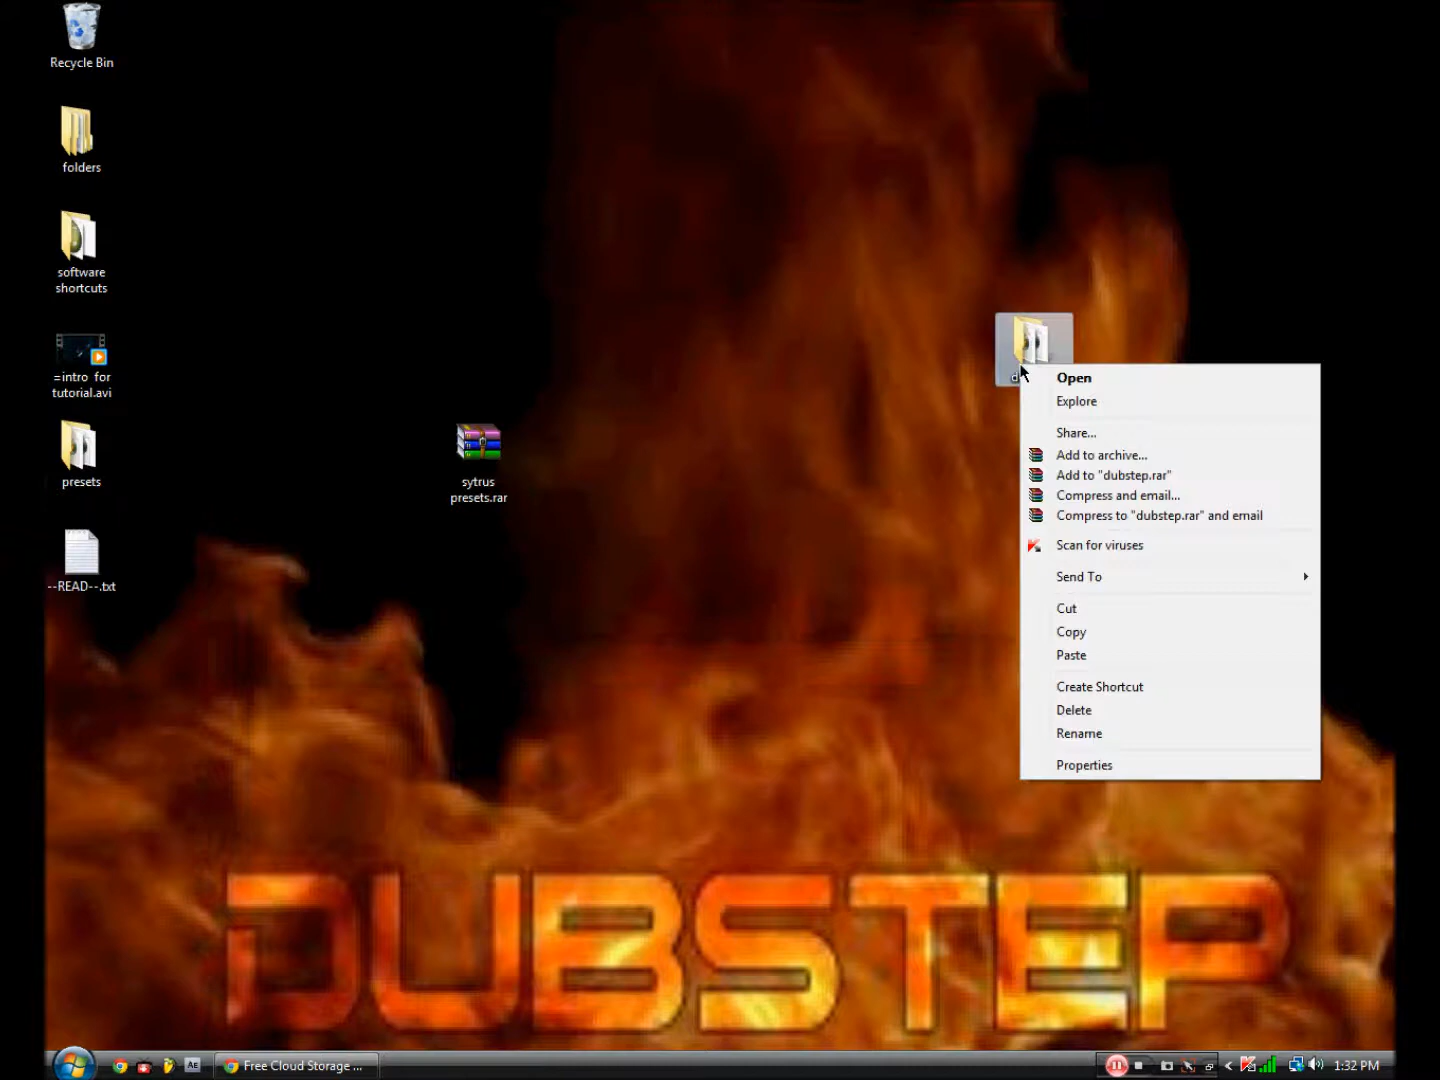 Recycle Bin
folders
software
shortcuts
=intro for
tutorial.avi
presets
--READ--.txt
sytrus
presets.rar
Open
Explore
Share...
Add to archive...
Add to "dubstep.rar"
Compress and email...
Compress to "dubstep.rar" and email
Scan for viruses
Send To
Cut
Copy
Paste
Create Shortcut
Delete
Rename
Properties
DUBSTEP
AE
Free Cloud Storage ...
1:32 PM